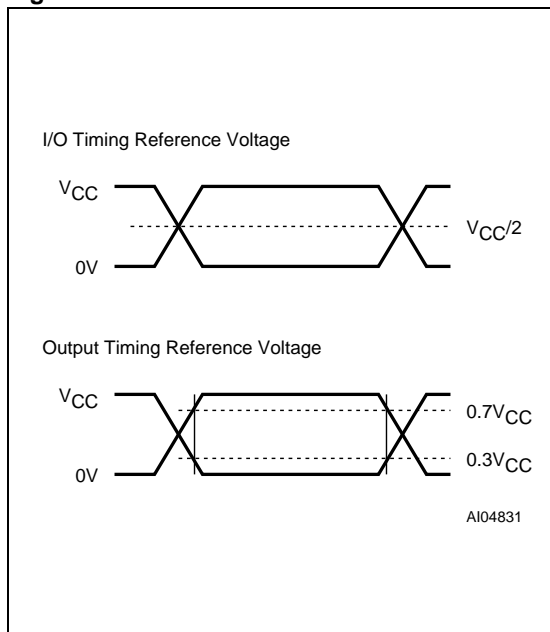 I/O Timing Reference Voltage
VCC
VCC/2
0V
Output Timing Reference Voltage
VCC
0.7VCC
0.3VCC
0V
AI04831